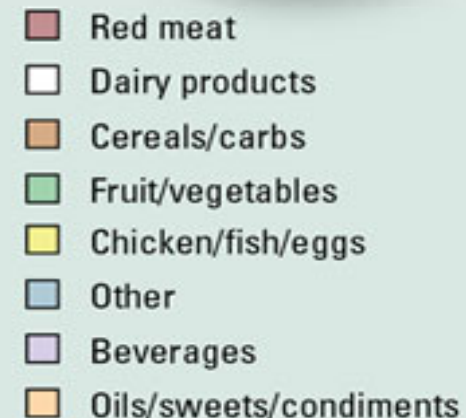 Red meat
Dairy products
Cereals/carbs
Fruit/vegetables
Chicken/fish/eggs
Other
Beverages
Oils/sweets/condiments